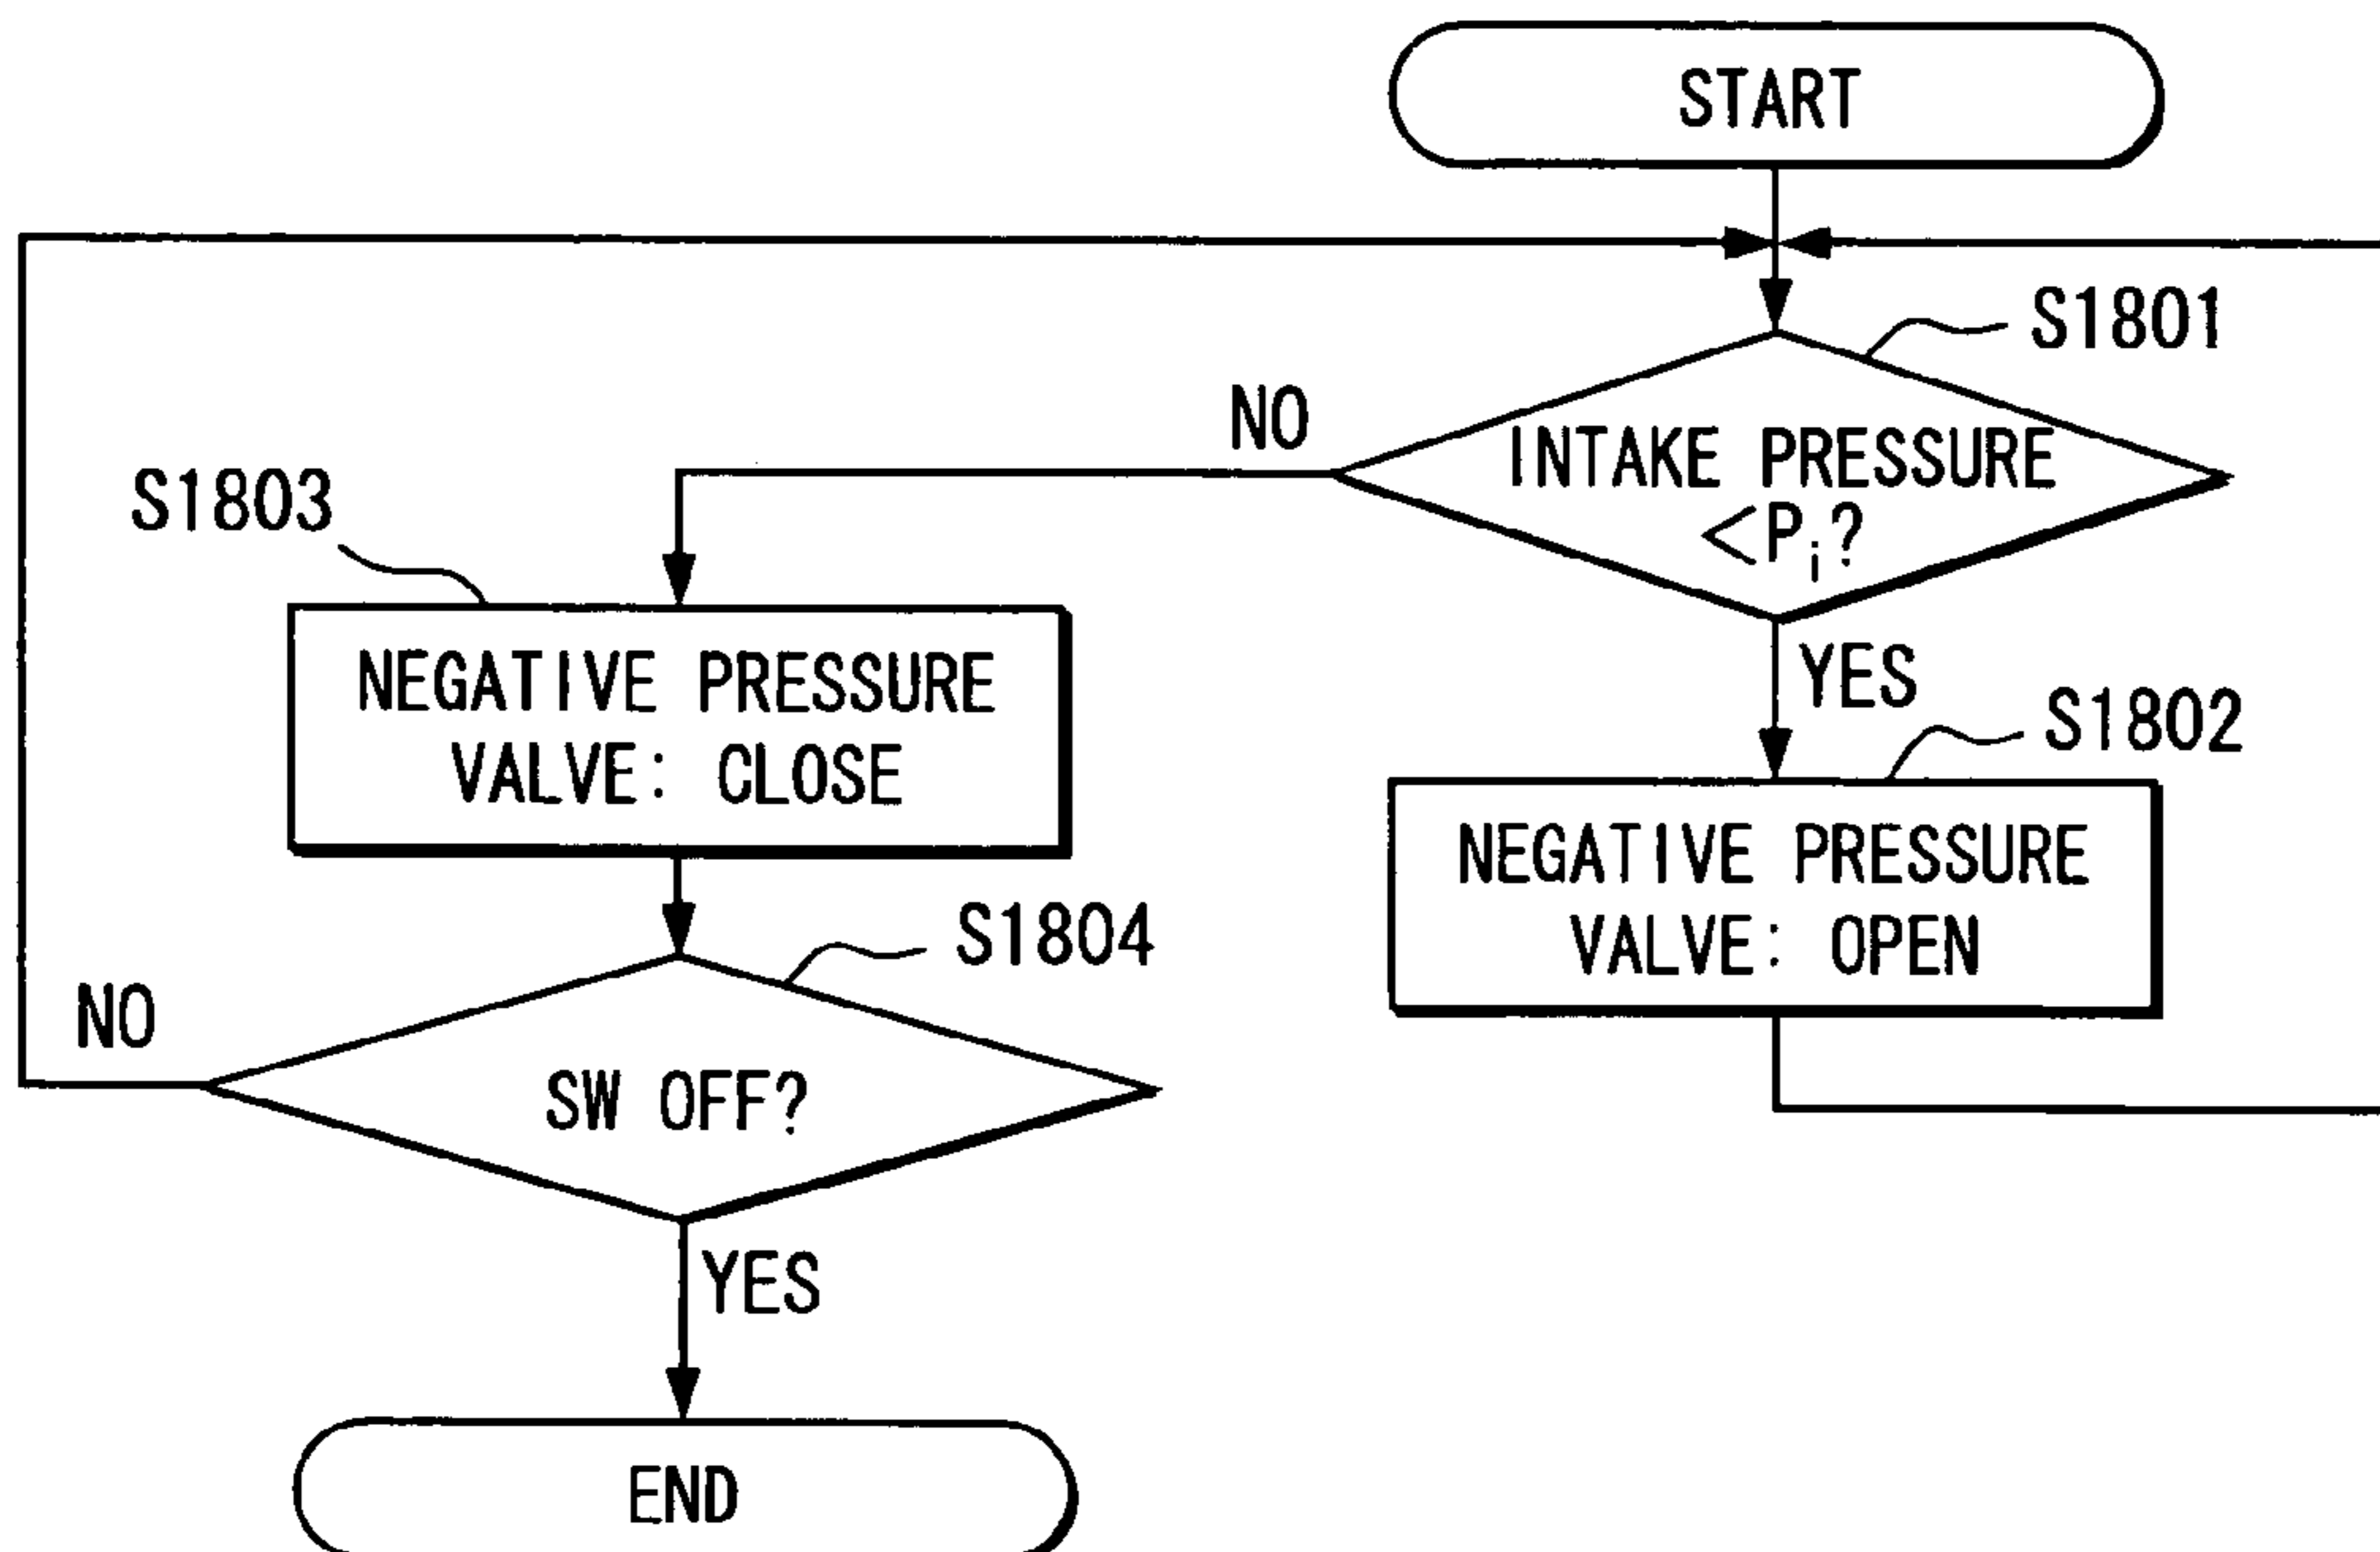 START
S1801
INTAKE PRESSURE
<Pi?
NO
YES
S1803
NEGATIVE PRESSURE
VALVE: CLOSE
S1802
NEGATIVE PRESSURE
VALVE: OPEN
S1804
SW OFF?
NO
YES
END